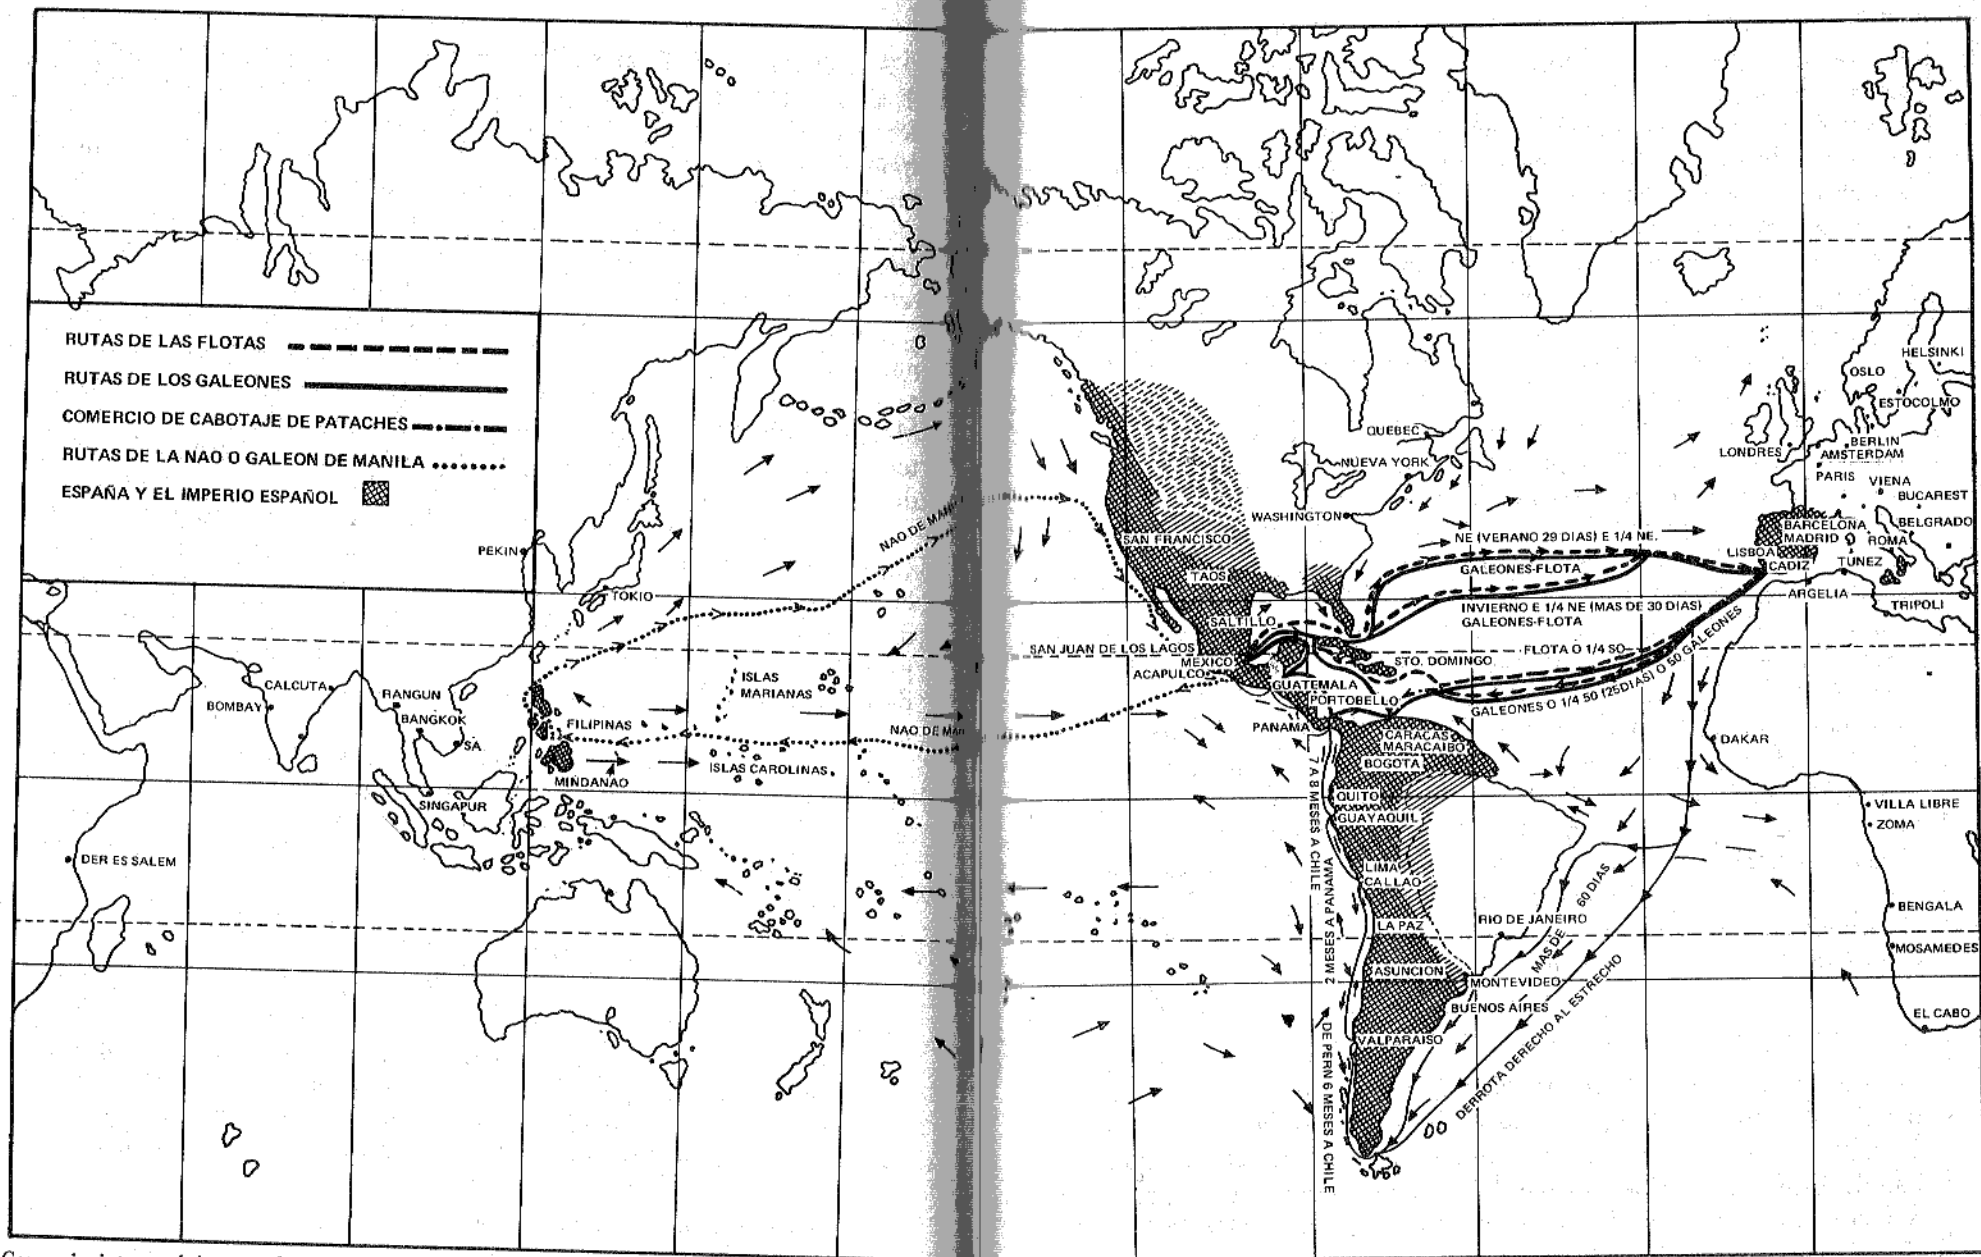 RUTAS DE LAS FLOTAS
RUTAS DE LOS GALEONES
COMERCIO DE CABOTAJE DE PATACHES
RUTAS DE LA NAO O GALEON DE MANILA
ESPAÑA Y EL IMPERIO ESPAÑOL
PEKIN
TOKIO
CALCUTA
BOMBAY
RANGUN
BANGKOK
SA.
SINGAPUR
FILIPINAS
MINDANAO
ISLAS
MARIANAS
ISLAS CAROLINAS
DER ES SALEM
NAO DE
NAO DE
SAN FRANCISCO
TAOS
SALTILLO
SAN JUAN DE LOS LAGOS
MEXICO
ACAPULCO
GUATEMALA
PORTOBELLO
PANAMA
STO. DOMINGO
CARACAS
MARACAIBO
BOGOTA
QUITO
GUAYAQUIL
LIMA
CALLAO
LA PAZ
ASUNCION
VALPARAISO
RIO DE JANEIRO
MONTEVIDEO
BUENOS AIRES
7 A 8 MESES A CHILE
2 MESES A PANAMA
DE PERN 6 MESES A CHILE
MAS DE 60 DIAS
DERROTA DERECHO AL ESTRECHO
QUEBEC
NUEVA YORK
WASHINGTON
NE (VERANO 29 DIAS) E 1/4 NE.
GALEONES-FLOTA
INVIERNO E 1/4 NE (MAS DE 30 DIAS)
GALEONES-FLOTA
FLOTA O 1/4 SO
GALEONES O 1/4 50 (25 DIAS) O 50 GALEONES
HELSINKI
OSLO
ESTOCOLMO
BERLIN
LONDRES
AMSTERDAM
PARIS
VIENA
BUCAREST
BARCELONA
BELGRADO
MADRID
ROMA
LISBOA
CADIZ
TUNEZ
ARGELIA
TRIPOLI
DAKAR
VILLA LIBRE
ZOMA
BENGALA
MOSAMEDES
EL CABO